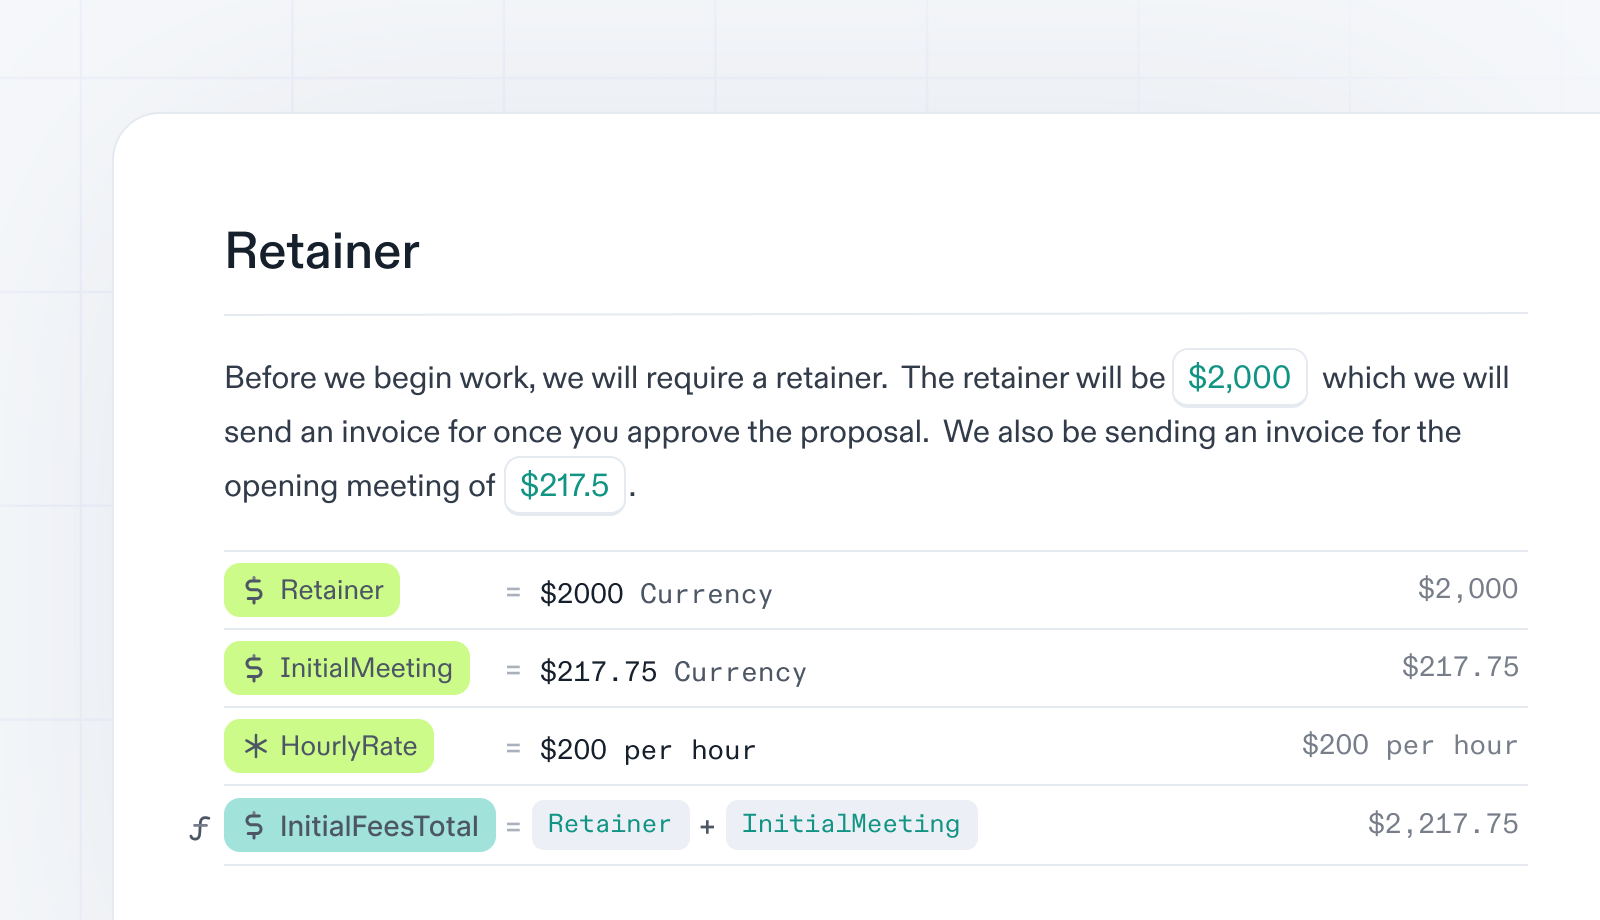 Retainer
Before we begin work, we will require a retainer. The retainer will be $2,000 which we will
send an invoice for once you approve the proposal. We also be sending an invoice for the
opening meeting of $217.5 .
$ Retainer = $2000 Currency $2,000
$ InitialMeeting = $217.75 Currency $217.75
* HourlyRate = $200 per hour $200 per hour
ƒ $ InitialFeesTotal = Retainer + InitialMeeting $2,217.75